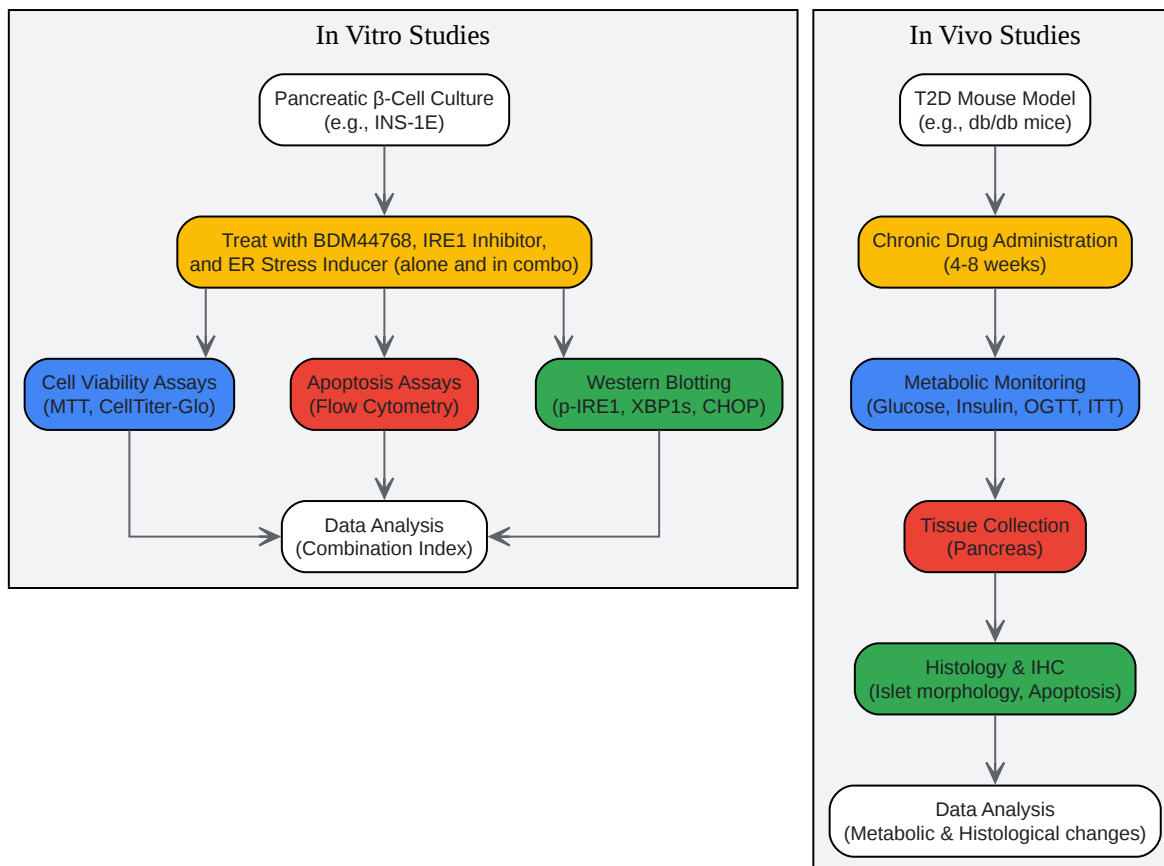 In Vitro Studies
Pancreatic β-Cell Culture
(e.g., INS-1E)
Treat with BDM44768, IRE1 Inhibitor,
and ER Stress Inducer (alone and in combo)
Cell Viability Assays
(MTT, CellTiter-Glo)
Apoptosis Assays
(Flow Cytometry)
Western Blotting
(p-IRE1, XBP1s, CHOP)
Data Analysis
(Combination Index)
In Vivo Studies
T2D Mouse Model
(e.g., db/db mice)
Chronic Drug Administration
(4-8 weeks)
Metabolic Monitoring
(Glucose, Insulin, OGTT, ITT)
Tissue Collection
(Pancreas)
Histology & IHC
(Islet morphology, Apoptosis)
Data Analysis
(Metabolic & Histological changes)